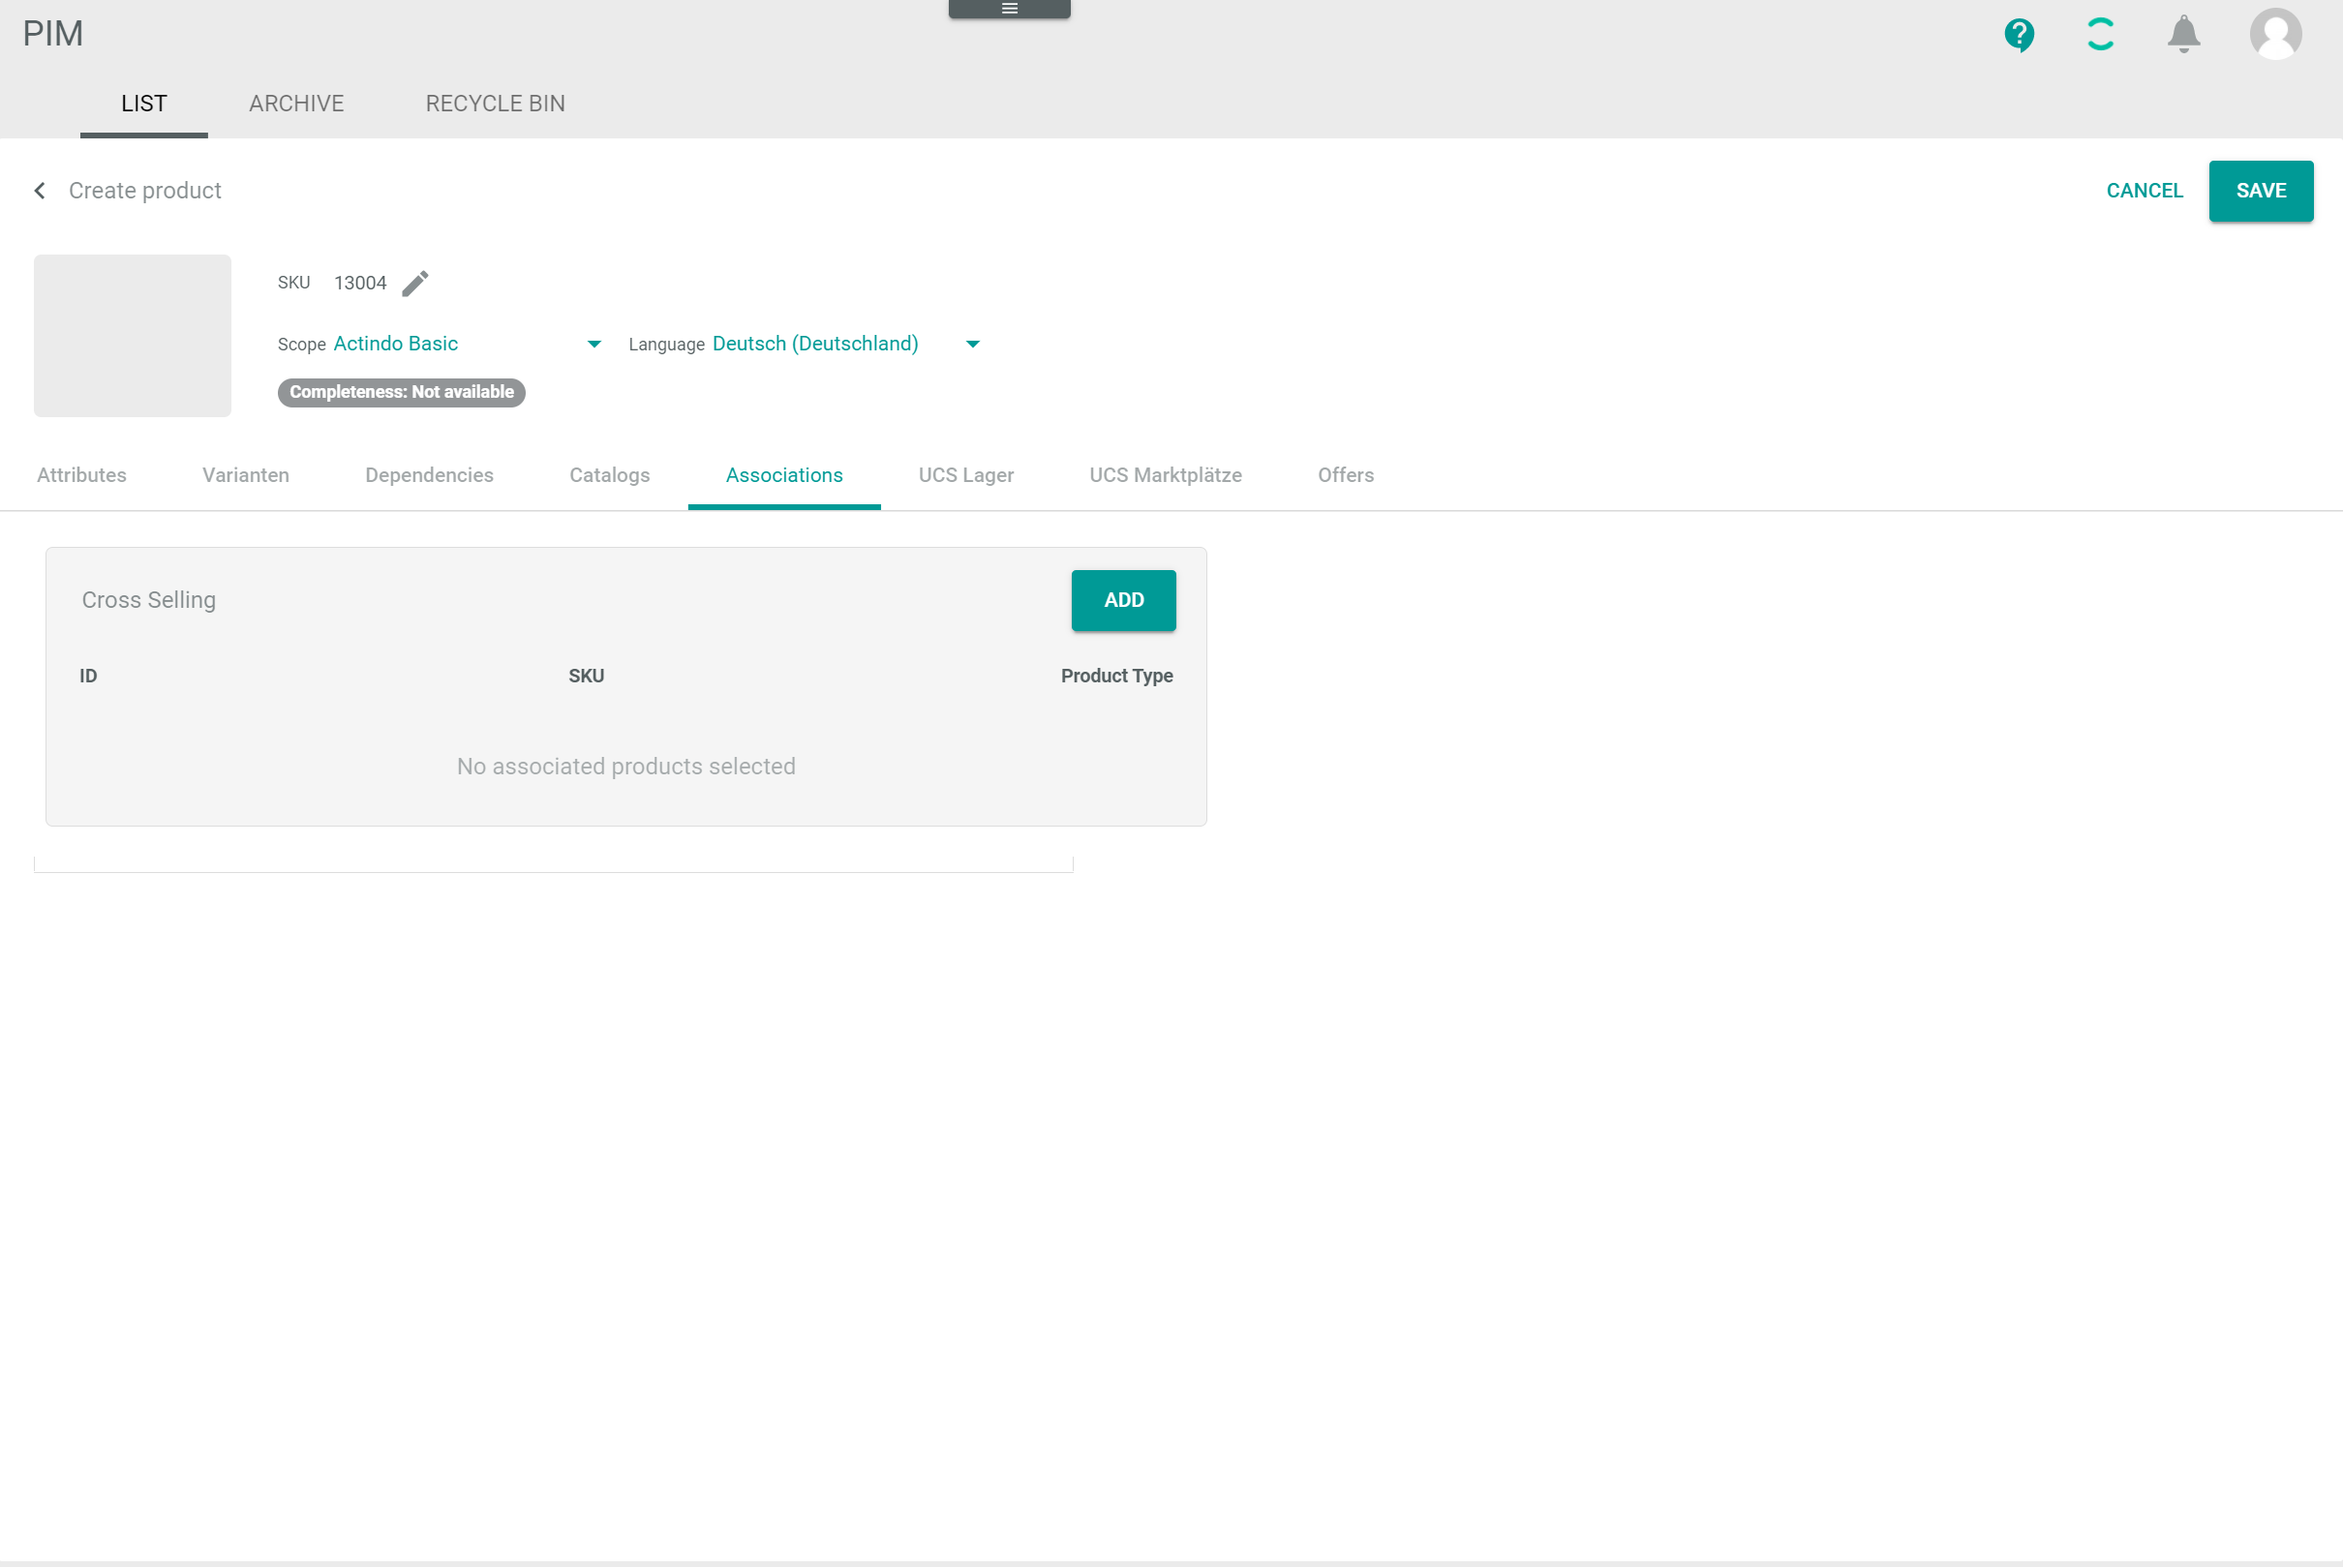 PIM
LIST ARCHIVE RECYCLE BIN
Create product CANCEL SAVE
SKU 13004
Scope Actindo Basic Language Deutsch (Deutschland)
Completeness: Not available
Attributes Varianten Dependencies Catalogs Associations UCS Lager UCS Marktplätze Offers
Cross Selling ADD
ID SKU Product Type
No associated products selected